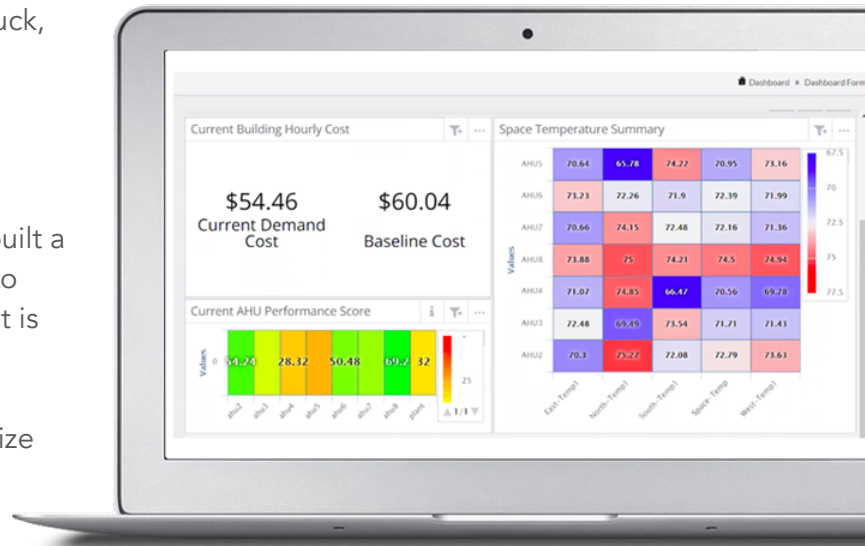 uck,
built a
to
t is
ize
Dashboard » Dashboard Form
Current Building Hourly Cost
$54.46
Current Demand
Cost
$60.04
Baseline Cost
Current AHU Performance Score
i
Values
0
54.24 28.32 50.48 69.2 32
ahu2 ahu3 ahu4 ahu5 ahu6 ahu7 ahu8 plant
25
1/1
Space Temperature Summary
Values
AHU5 70.64 65.78 74.22 70.95 73.16
AHU6 73.23 72.26 71.9 72.39 71.99
AHU7 70.66 74.15 72.48 72.16 71.36
AHU8 73.88 75 74.21 74.5 74.94
AHU4 71.07 74.85 66.47 70.56 69.78
AHU3 72.48 69.49 73.54 71.71 71.43
AHU2 70.3 75.27 72.08 72.79 73.63
East-Temp1 North-Temp1 South-Temp1 Space-Temp West-Temp1
67.5
70
72.5
75
77.5